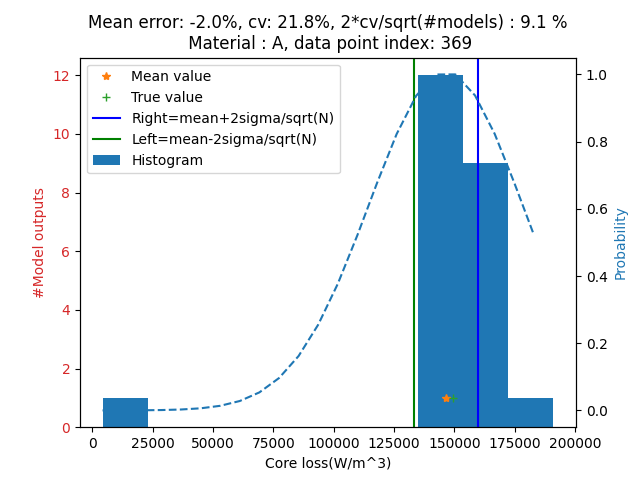 Mean error: -2.0%, cv: 21.8%, 2*cv/sqrt(#models) : 9.1 %
Material : A, data point index: 369
Mean value
True value
Right=mean+2sigma/sqrt(N)
Left=mean-2sigma/sqrt(N)
Histogram
#Model outputs
12
10
8
6
4
2
0
Probability
1.0
0.8
0.6
0.4
0.2
0.0
0 25000 50000 75000 100000 125000 150000 175000 200000
Core loss(W/m^3)